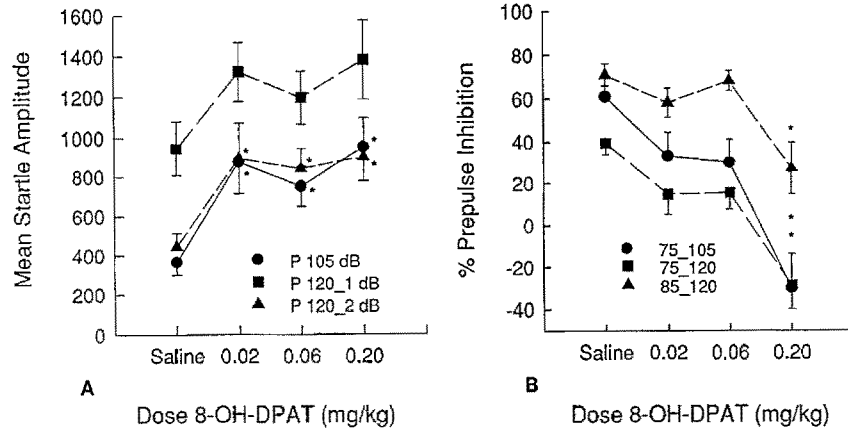 1600
1400
1200
1000
800
600
400
200
0
Mean Startle Amplitude
P 105 dB
P 120_1 dB
P 120_2 dB
Saline 0.02 0.06 0.20
A
Dose 8-OH-DPAT (mg/kg)
100
80
60
40
20
0
-20
-40
% Prepulse Inhibition
75_105
75_120
85_120
Saline 0.02 0.06 0.20
B
Dose 8-OH-DPAT (mg/kg)